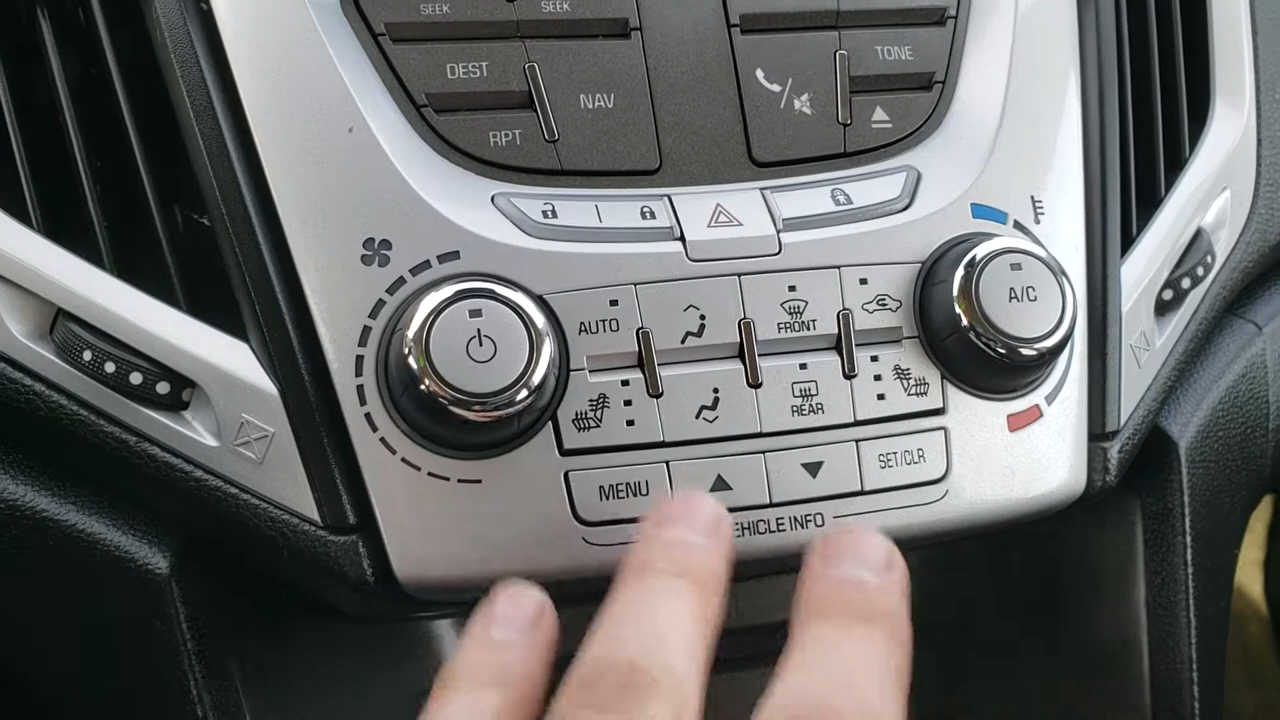 SEEK
SEEK
DEST
NAV
RPT
TONE
AUTO
FRONT
A/C
REAR
MENU
SET/CLR
EHICLE INFO